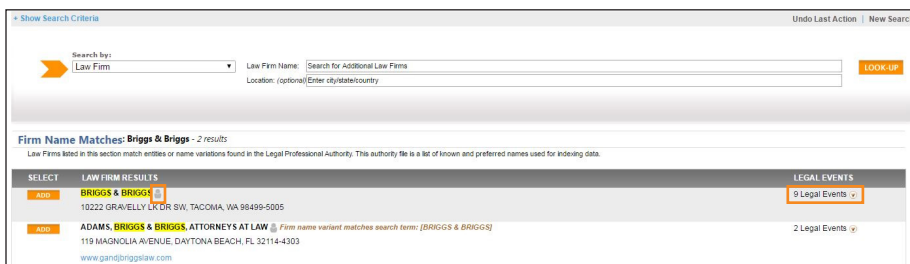 + Show Search Criteria
Undo Last Action | New Searc
Search by:
Law Firm
Law Firm Name: Search for Additional Law Firms
LOOK-UP
Location: (optional) Enter city/state/country
Firm Name Matches: Briggs & Briggs - 2 results
Law Firms listed in this section match entities or name variations found in the Legal Professional Authority. This authority file is a list of known and preferred names used for indexing data.
SELECT LAW FIRM RESULTS LEGAL EVENTS
ADD BRIGGS & BRIGGS 9 Legal Events
10222 GRAVELLY LK DR SW, TACOMA, WA 98499-5005
ADD ADAMS, BRIGGS & BRIGGS, ATTORNEYS AT LAW Firm name variant matches search term: [BRIGGS & BRIGGS] 2 Legal Events
119 MAGNOLIA AVENUE, DAYTONA BEACH, FL 32114-4303
www.gandjbriggslaw.com